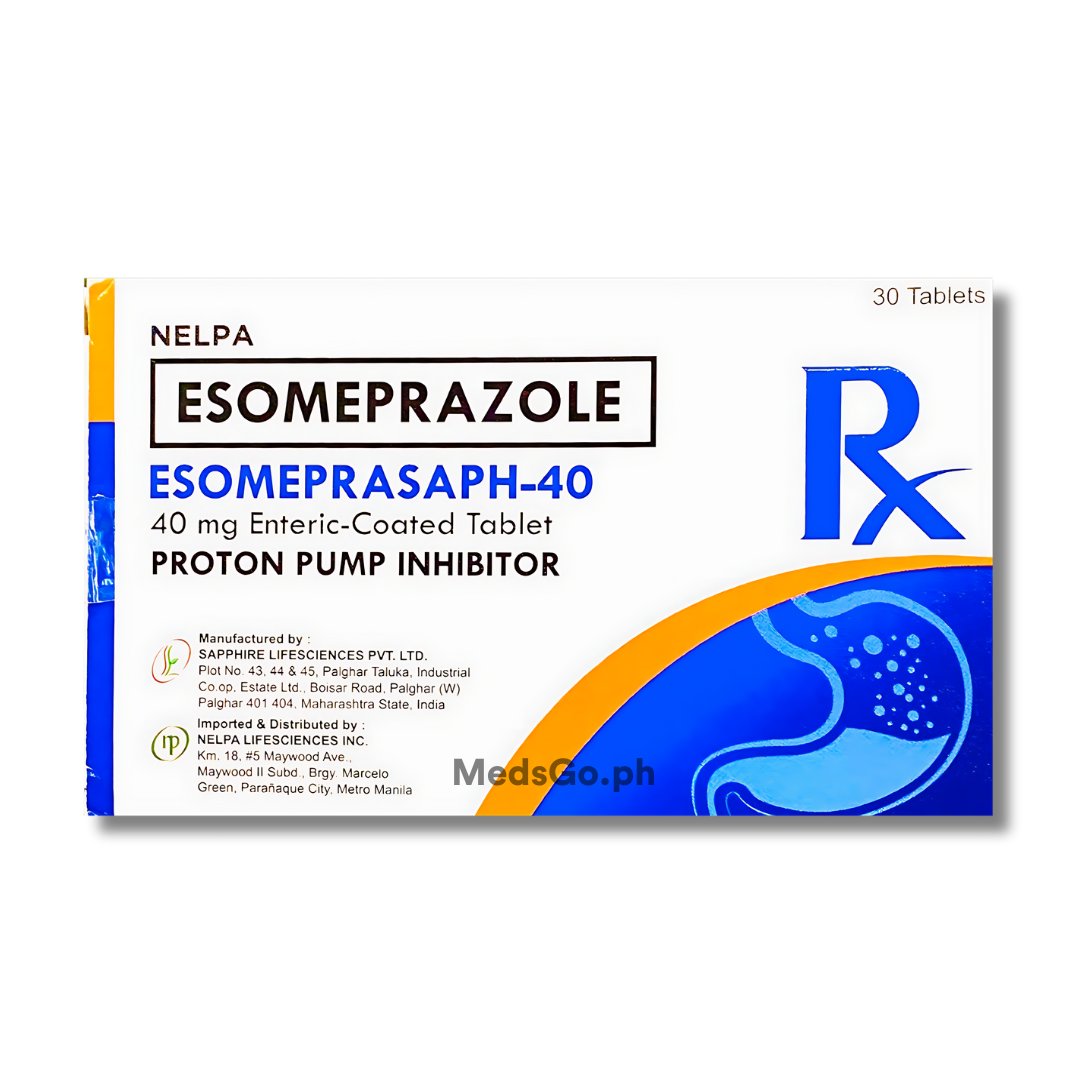 30 Tablets
NELPA
ESOMEPRAZOLE
ESOMEPRASAPH-40
40 mg Enteric-Coated Tablet
PROTON PUMP INHIBITOR
Rx
Manufactured by :
SAPPHIRE LIFESCIENCES PVT. LTD.
Plot No. 43, 44 & 45, Palghar Taluka, Industrial
Co.op. Estate Ltd., Boisar Road, Palghar (W)
Palghar 401 404, Maharashtra State, India
Imported & Distributed by :
NELPA LIFESCIENCES INC.
Km. 18, #5 Maywood Ave.,
Maywood II Subd., Brgy. Marcelo
Green, Parañaque City, Metro Manila
MedsGo.ph